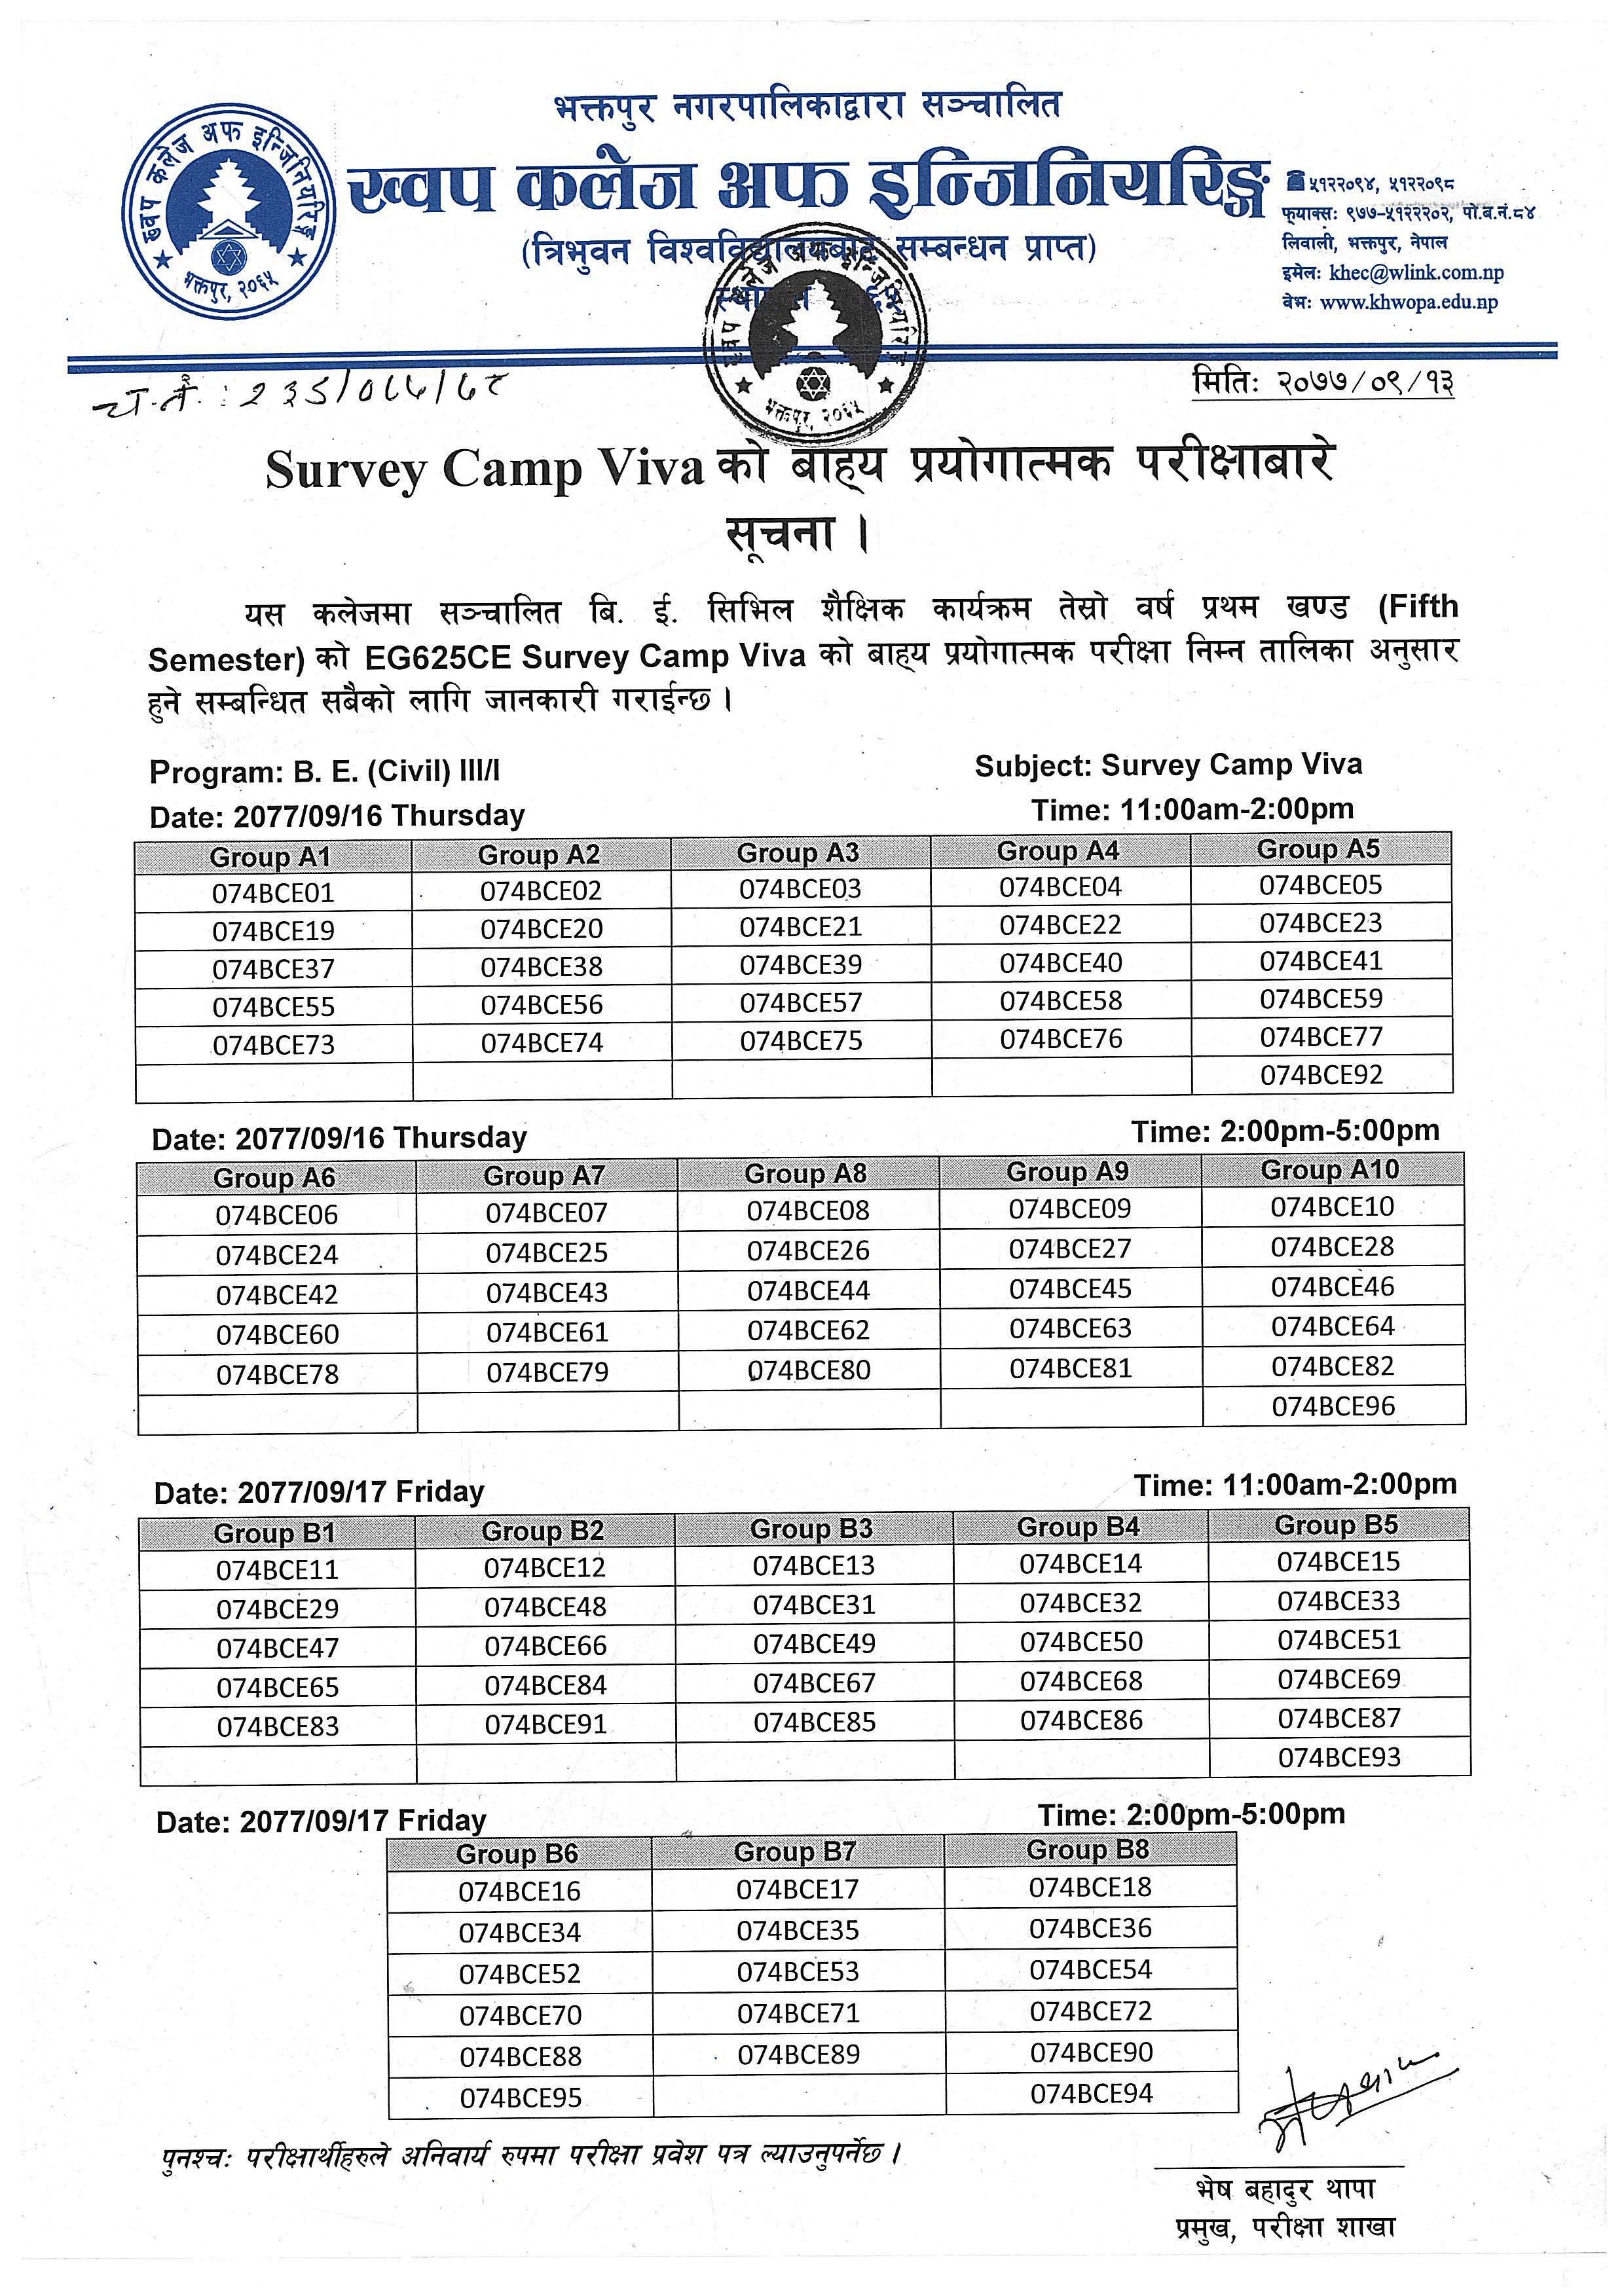 भक्तपुर नगरपालिकाद्वारा सञ्चालित
ख्वप कलेज अफ इन्जिनियरिङ्ग
(त्रिभुवन विश्वविद्यालयबाट सम्बन्धन प्राप्त)
ख्वप कलेज अफ इन्जिनियरिङ्ग
भक्तपुर, २०६५
५१२२०९४, ५१२२०९८
फ्याक्स: ९७७-५१२२२०२, पो.ब.नं.८४
लिवाली, भक्तपुर, नेपाल
इमेल: khec@wlink.com.np
वेभ: www.khwopa.edu.np
ख्वप कलेज अफ इन्जिनियरिङ्ग
भक्तपुर, २०६५
च.नं. :
मिति: २०७७/०९/१३
Survey Camp Viva को बाह्य प्रयोगात्मक परीक्षाबारे
सूचना ।
यस कलेजमा सञ्चालित बि. ई. सिभिल शैक्षिक कार्यक्रम तेस्रो वर्ष प्रथम खण्ड (Fifth
Semester) को EG625CE Survey Camp Viva को बाह्य प्रयोगात्मक परीक्षा निम्न तालिका अनुसार
हुने सम्बन्धित सबैको लागि जानकारी गराईन्छ ।
Program: B. E. (Civil) III/I Subject: Survey Camp Viva
Date: 2077/09/16 Thursday Time: 11:00am-2:00pm
Group A1 Group A2 Group A3 Group A4 Group A5
074BCE01 074BCE02 074BCE03 074BCE04 074BCE05
074BCE19 074BCE20 074BCE21 074BCE22 074BCE23
074BCE37 074BCE38 074BCE39 074BCE40 074BCE41
074BCE55 074BCE56 074BCE57 074BCE58 074BCE59
074BCE73 074BCE74 074BCE75 074BCE76 074BCE77
074BCE92
Date: 2077/09/16 Thursday Time: 2:00pm-5:00pm
Group A6 Group A7 Group A8 Group A9 Group A10
074BCE06 074BCE07 074BCE08 074BCE09 074BCE10
074BCE24 074BCE25 074BCE26 074BCE27 074BCE28
074BCE42 074BCE43 074BCE44 074BCE45 074BCE46
074BCE60 074BCE61 074BCE62 074BCE63 074BCE64
074BCE78 074BCE79 074BCE80 074BCE81 074BCE82
074BCE96
Date: 2077/09/17 Friday Time: 11:00am-2:00pm
Group B1 Group B2 Group B3 Group B4 Group B5
074BCE11 074BCE12 074BCE13 074BCE14 074BCE15
074BCE29 074BCE48 074BCE31 074BCE32 074BCE33
074BCE47 074BCE66 074BCE49 074BCE50 074BCE51
074BCE65 074BCE84 074BCE67 074BCE68 074BCE69
074BCE83 074BCE91 074BCE85 074BCE86 074BCE87
074BCE93
Date: 2077/09/17 Friday Time: 2:00pm-5:00pm
Group B6 Group B7 Group B8
074BCE16 074BCE17 074BCE18
074BCE34 074BCE35 074BCE36
074BCE52 074BCE53 074BCE54
074BCE70 074BCE71 074BCE72
074BCE88 074BCE89 074BCE90
074BCE95 074BCE94
पुनश्च: परीक्षार्थीहरुले अनिवार्य रुपमा परीक्षा प्रवेश पत्र ल्याउनुपर्नेछ ।
भेष बहादुर थापा
प्रमुख, परीक्षा शाखा